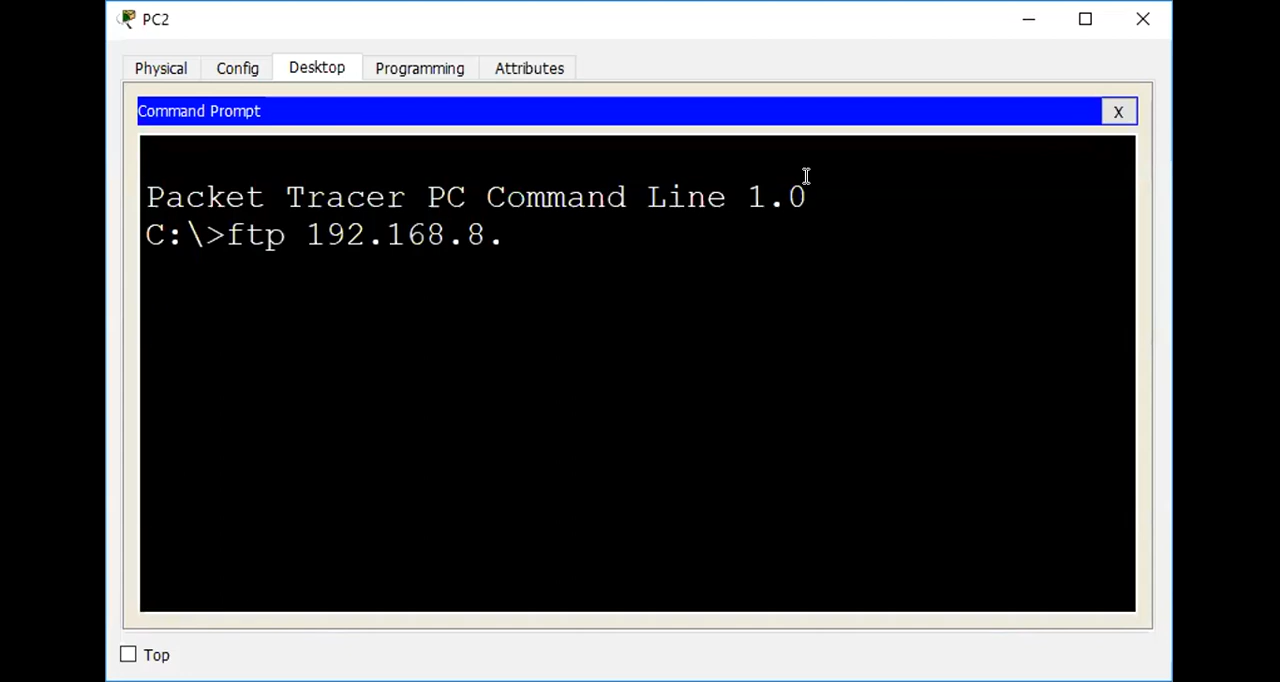 PC2
Physical Config Desktop Programming Attributes
Command Prompt X
Packet Tracer PC Command Line 1.0
C:\>ftp 192.168.8.
Top